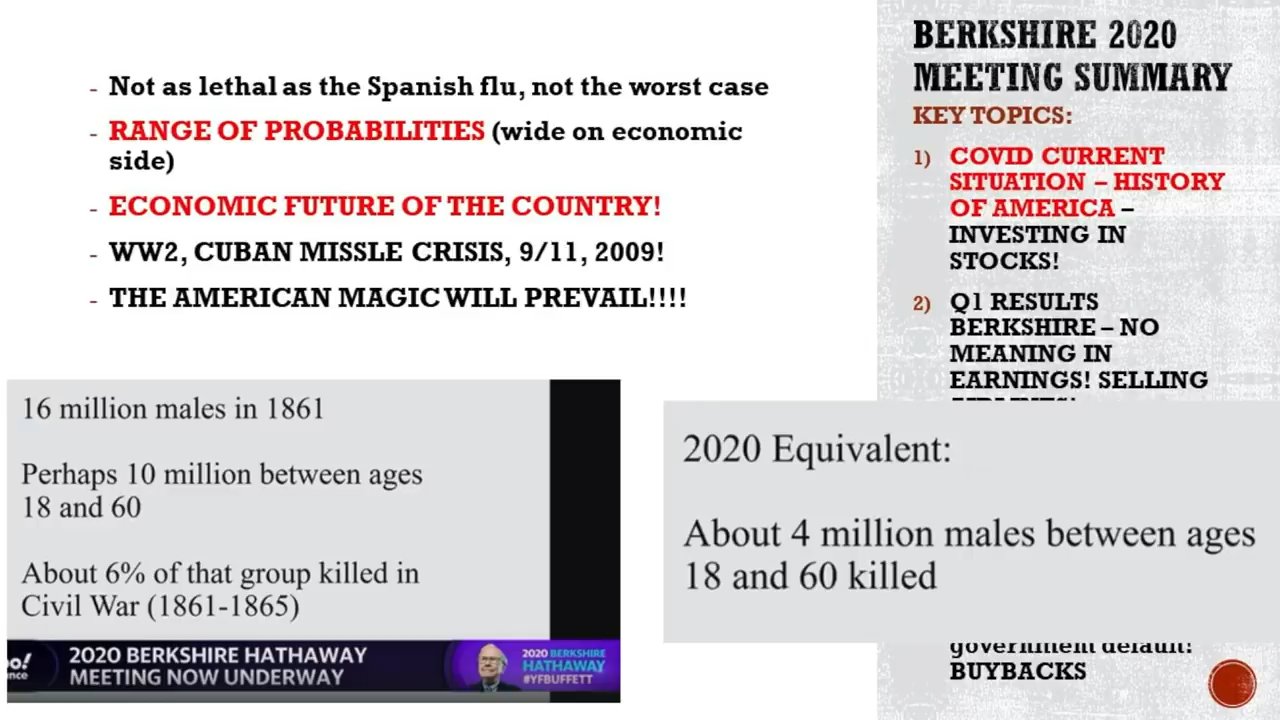 - Not as lethal as the Spanish flu, not the worst case
- RANGE OF PROBABILITIES (wide on economic
side)
- ECONOMIC FUTURE OF THE COUNTRY!
- WW2, CUBAN MISSLE CRISIS, 9/11, 2009!
- THE AMERICAN MAGIC WILL PREVAIL!!!!
16 million males in 1861
Perhaps 10 million between ages
18 and 60
About 6% of that group killed in
Civil War (1861-1865)
2020 BERKSHIRE HATHAWAY
MEETING NOW UNDERWAY
2020 BERKSHIRE
HATHAWAY
#YFBUFFETT
BERKSHIRE 2020
MEETING SUMMARY
KEY TOPICS:
1) COVID CURRENT
SITUATION – HISTORY
OF AMERICA –
INVESTING IN
STOCKS!
2) Q1 RESULTS
BERKSHIRE – NO
MEANING IN
EARNINGS! SELLING
2020 Equivalent:
About 4 million males between ages
18 and 60 killed
government default!
BUYBACKS